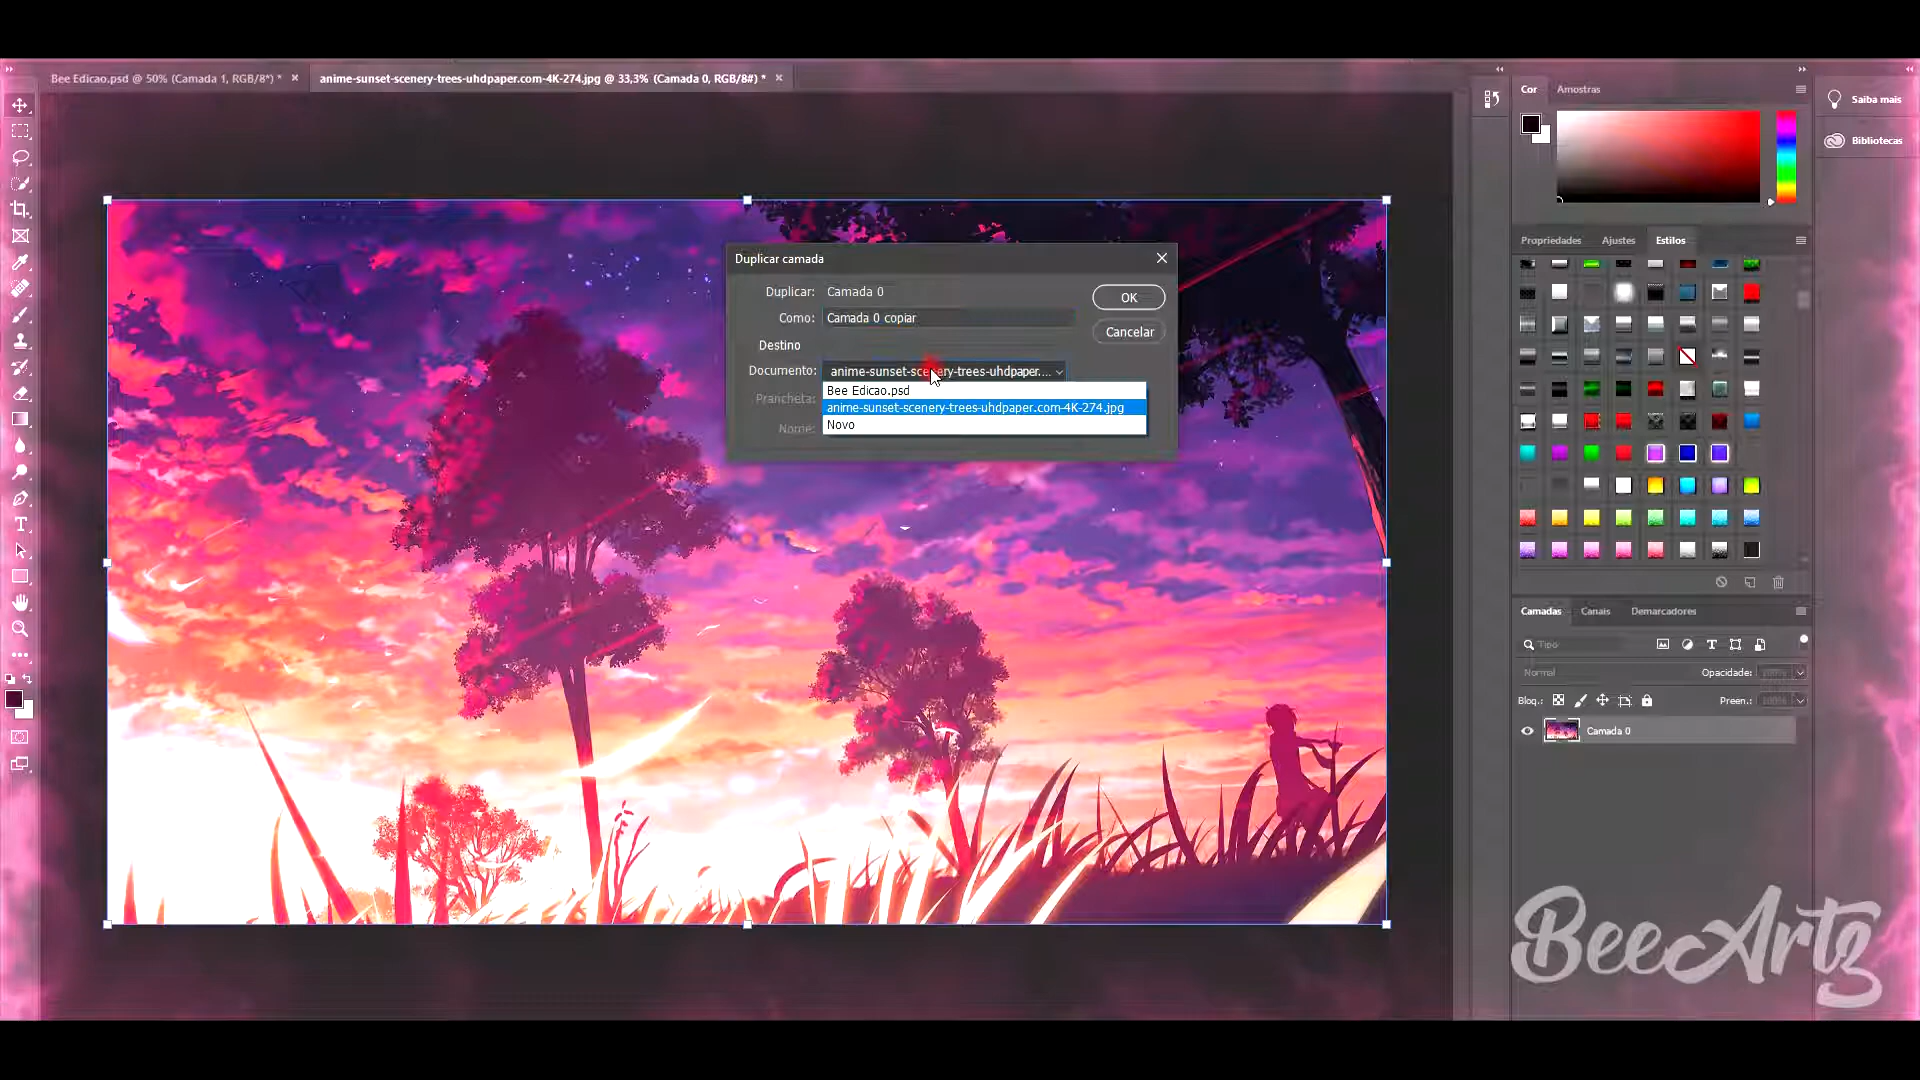 Bee Edicao.psd @ 50% (Camada 1, RGB/8*) * ×
anime-sunset-scenery-trees-uhdpaper.com-4K-274.jpg @ 33,3% (Camada 0, RGB/8#) * ×
Cor
Amostras
Saiba mais
Bibliotecas
Duplicar camada
Duplicar: Camada 0
OK
Como: Camada 0 copiar
Cancelar
Destino
Documento: anime-sunset-scenery-trees-uhdpaper....
Bee Edicao.psd
Prancheta:
anime-sunset-scenery-trees-uhdpaper.com-4K-274.jpg
Novo
Nome:
Propriedades
Ajustes
Estilos
Camadas
Canais
Demarcadores
Tipo
Normal
Opacidade:
Bloq.:
Preen.: 100%
Camada 0
BeeArtz